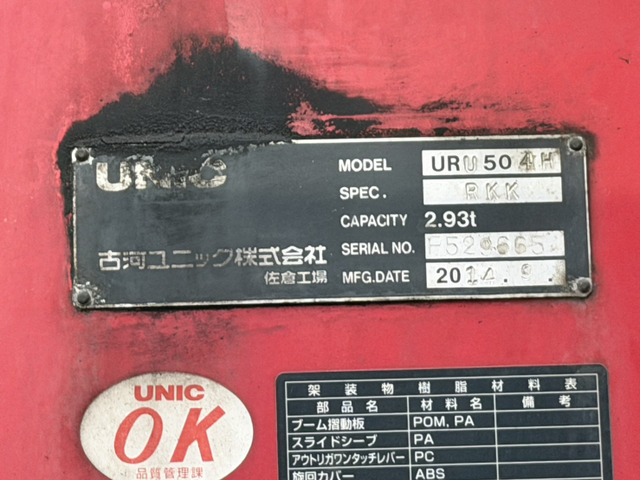 UNIC
MODEL URU504H
SPEC. RKK
CAPACITY 2.93t
古河ユニック株式会社
SERIAL NO. F529665
佐倉工場
MFG.DATE 2014.9.
UNIC
OK
品質管理課
架装物樹脂材料表
部品名 材料名 備考
ブーム摺動板 POM, PA
スライドシーブ PA
アウトリガワンタッチレバー PC
旋回カバー ABS